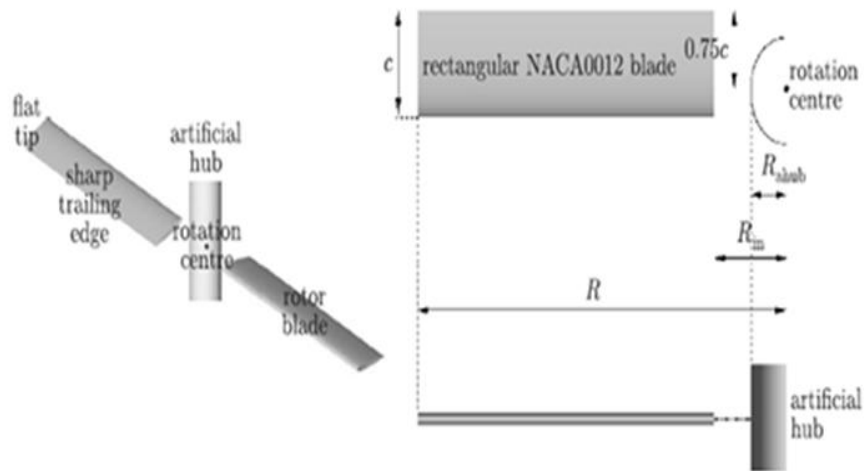 flat
tip
sharp
trailing
edge
artificial
hub
rotation
centre
rotor
blade
c
rectangular NACA0012 blade
0.75c
rotation
centre
R_ahub
R_in
R
artificial
hub